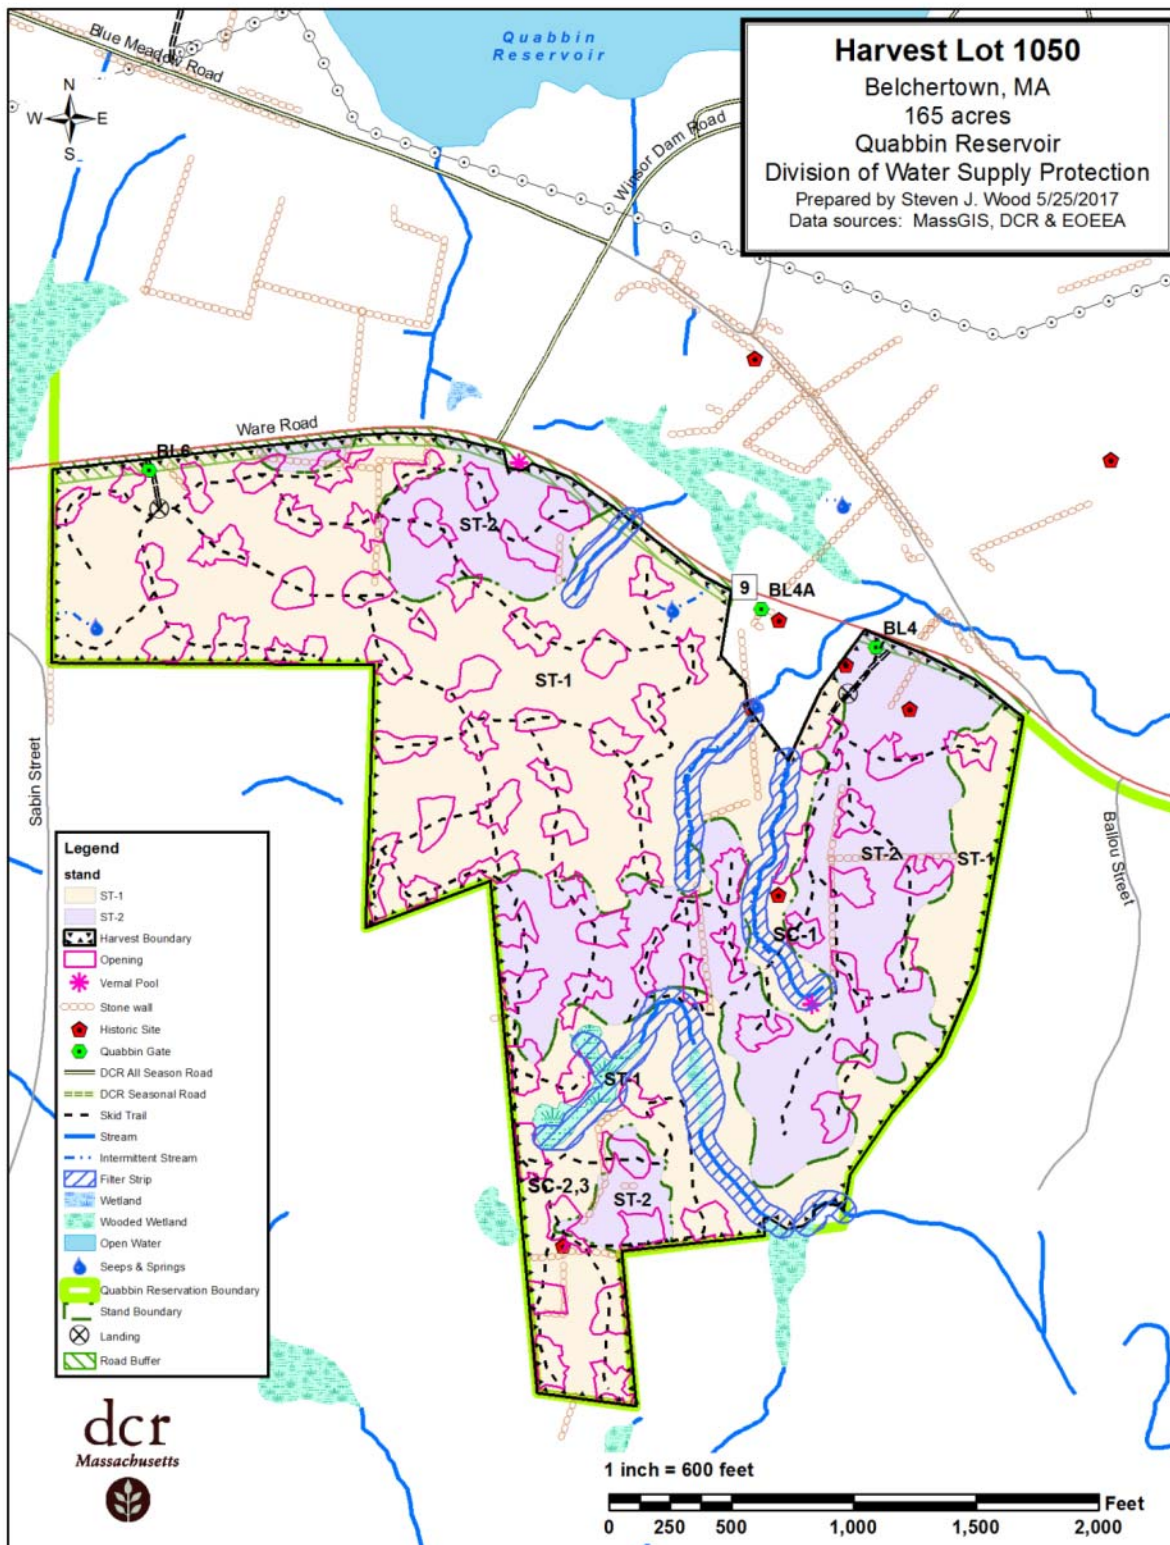 Quabbin
Reservoir
Blue Meadow Road
Harvest Lot 1050
Belchertown, MA
165 acres
Quabbin Reservoir
Division of Water Supply Protection
Prepared by Steven J. Wood 5/25/2017
Data sources: MassGIS, DCR & EOEEA
N
W E
S
Winsor Dam Road
Ware Road
BL6
ST-2
9
BL4A
BL4
ST-1
Sabin Street
Ballou Street
ST-2
ST-1
SC-1
ST-1
SC-2,3
ST-2
Legend
stand
ST-1
ST-2
Harvest Boundary
Opening
Vernal Pool
Stone wall
Historic Site
Quabbin Gate
DCR All Season Road
DCR Seasonal Road
Skid Trail
Stream
Intermittent Stream
Filter Strip
Wetland
Wooded Wetland
Open Water
Seeps & Springs
Quabbin Reservation Boundary
Stand Boundary
Landing
Road Buffer
dcr
Massachusetts
1 inch = 600 feet
Feet
0 250 500 1,000 1,500 2,000